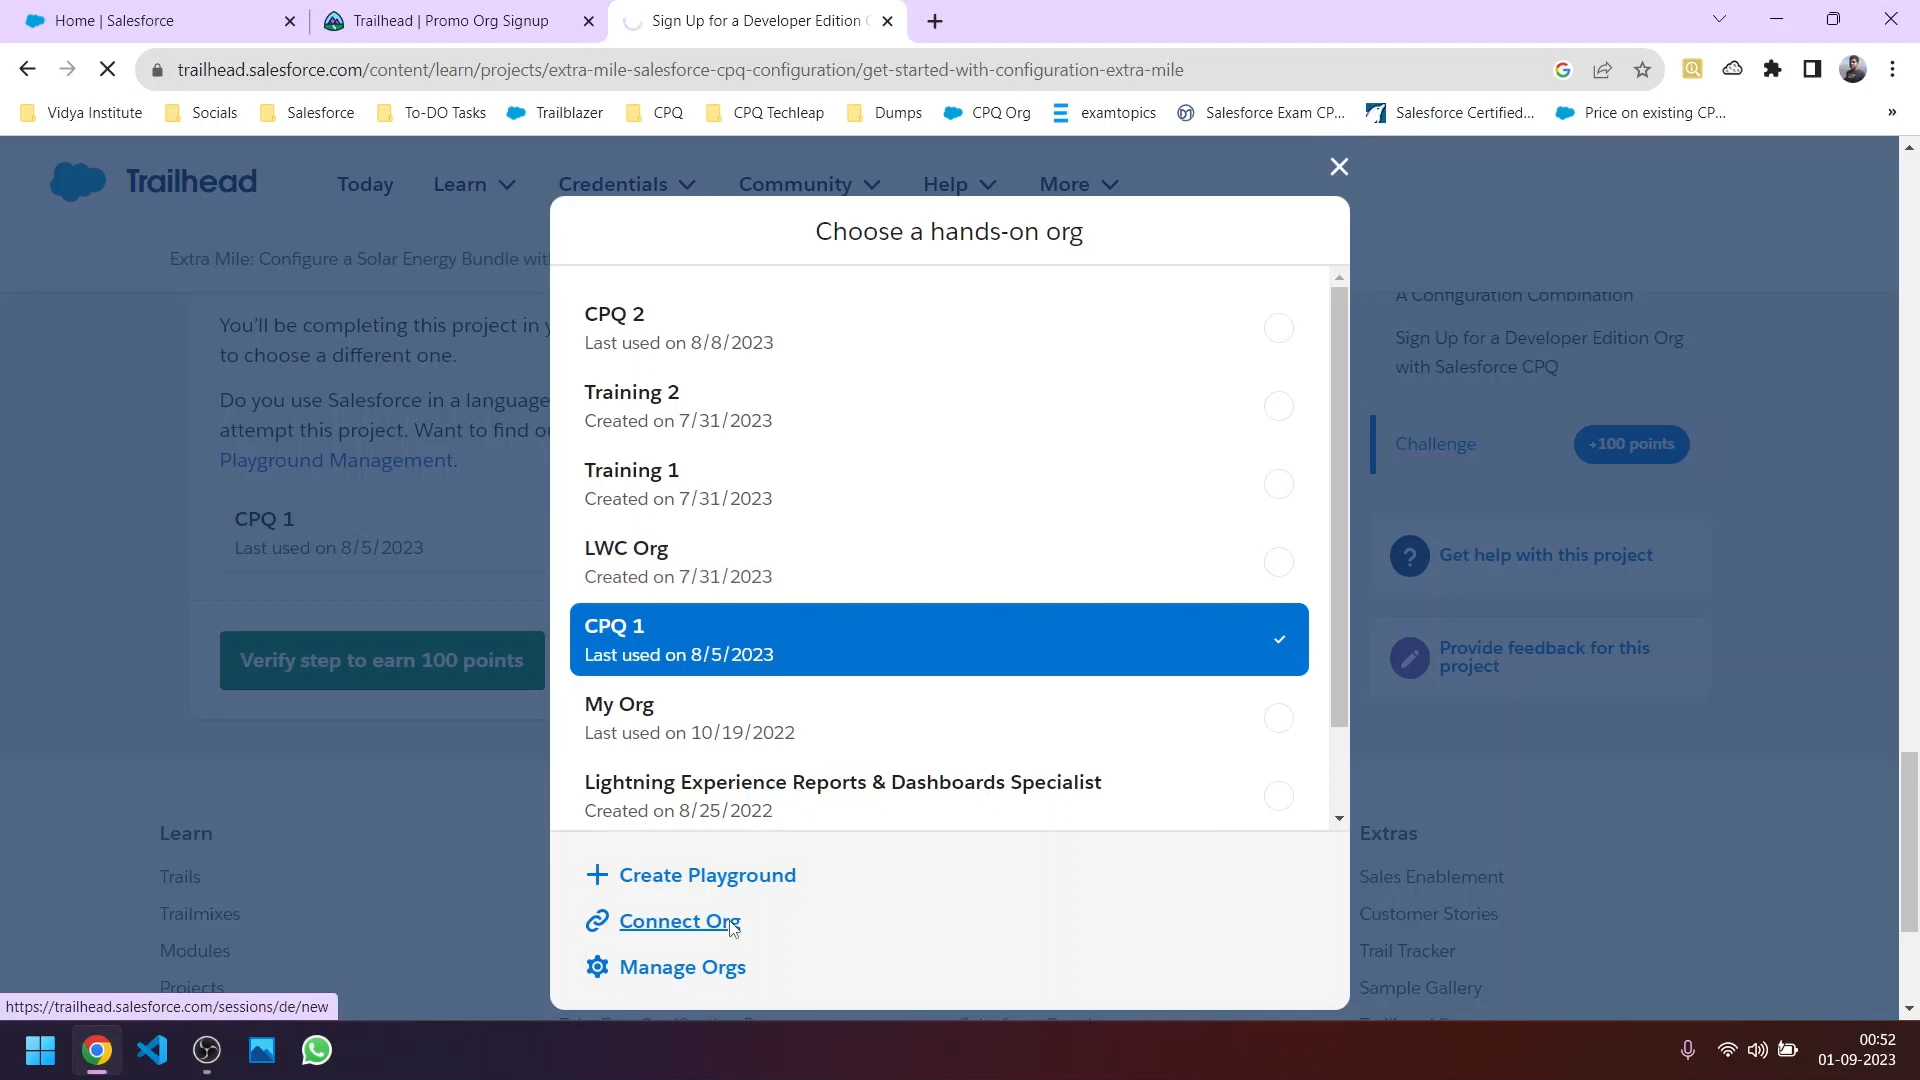 Home | Salesforce
Trailhead | Promo Org Signup
Sign Up for a Developer Edition
trailhead.salesforce.com/content/learn/projects/extra-mile-salesforce-cpq-configuration/get-started-with-configuration-extra-mile
Vidya Institute
Socials
Salesforce
To-DO Tasks
Trailblazer
CPQ
CPQ Techleap
Dumps
CPQ Org
examtopics
Salesforce Exam CP...
Salesforce Certified...
Price on existing CP...
»
Trailhead
Today
Learn
Credentials
Community
Help
More
Extra Mile: Configure a Solar Energy Bundle wit
Choose a hands-on org
You'll be completing this project in y
to choose a different one.
Do you use Salesforce in a language
attempt this project. Want to find o
Playground Management.
CPQ 1
Last used on 8/5/2023
Verify step to earn 100 points
CPQ 2
Last used on 8/8/2023
Training 2
Created on 7/31/2023
Training 1
Created on 7/31/2023
LWC Org
Created on 7/31/2023
CPQ 1
Last used on 8/5/2023
My Org
Last used on 10/19/2022
Lightning Experience Reports & Dashboards Specialist
Created on 8/25/2022
Create Playground
Connect Org
Manage Orgs
A Configuration Combination
Sign Up for a Developer Edition Org
with Salesforce CPQ
Challenge
+100 points
Get help with this project
Provide feedback for this
project
Learn
Trails
Trailmixes
Modules
Projects
Extras
Sales Enablement
Customer Stories
Trail Tracker
Sample Gallery
https://trailhead.salesforce.com/sessions/de/new
00:52
01-09-2023